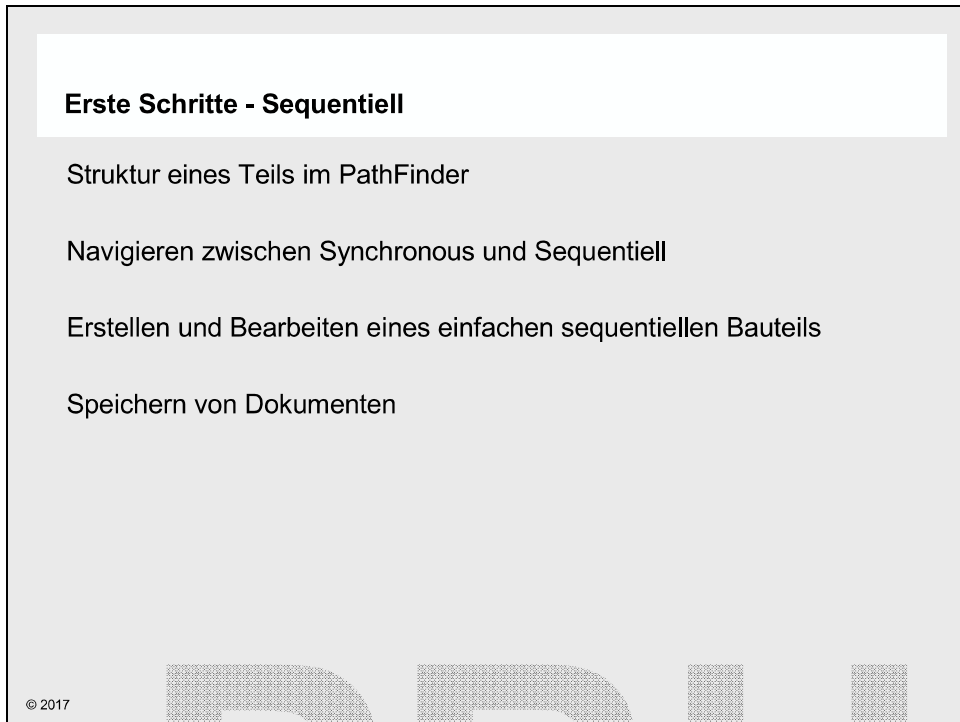 Erste Schritte - Sequentiell
Struktur eines Teils im PathFinder
Navigieren zwischen Synchronous und Sequentiell
Erstellen und Bearbeiten eines einfachen sequentiellen Bauteils
Speichern von Dokumenten
© 2017